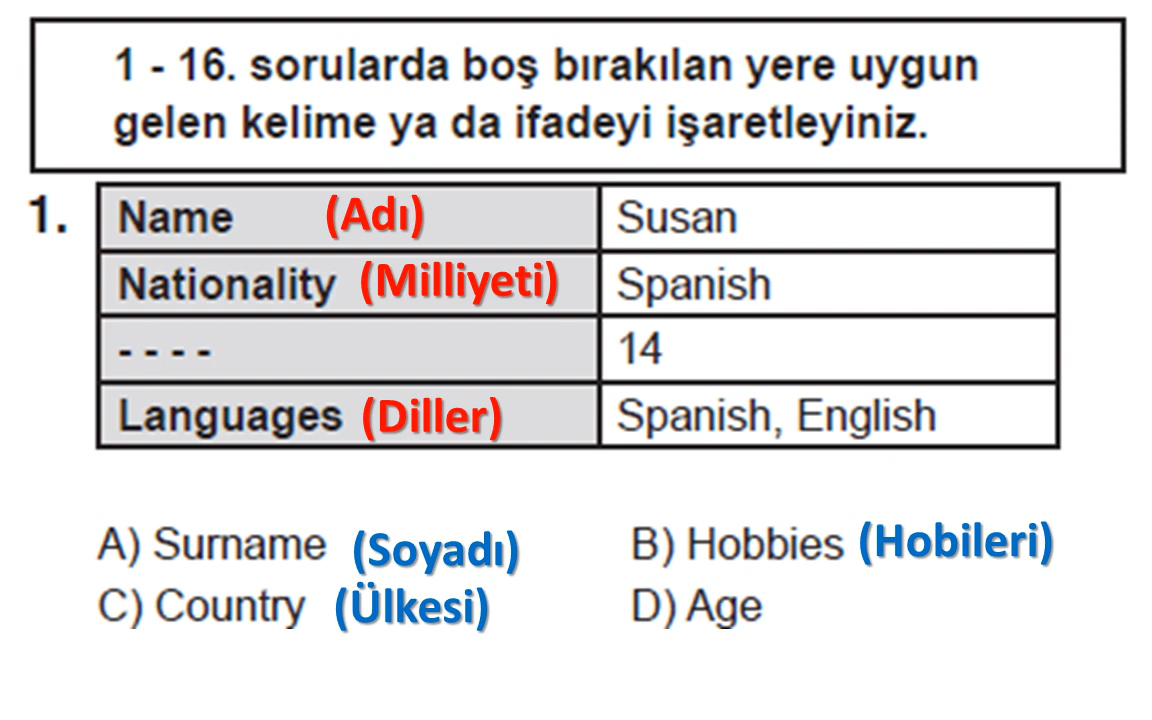 1 - 16. sorularda boş bırakılan yere uygun
gelen kelime ya da ifadeyi işaretleyiniz.
1. Name (Adı) Susan
Nationality (Milliyeti) Spanish
- - - - 14
Languages (Diller) Spanish, English
A) Surname (Soyadı) B) Hobbies (Hobileri)
C) Country (Ülkesi) D) Age